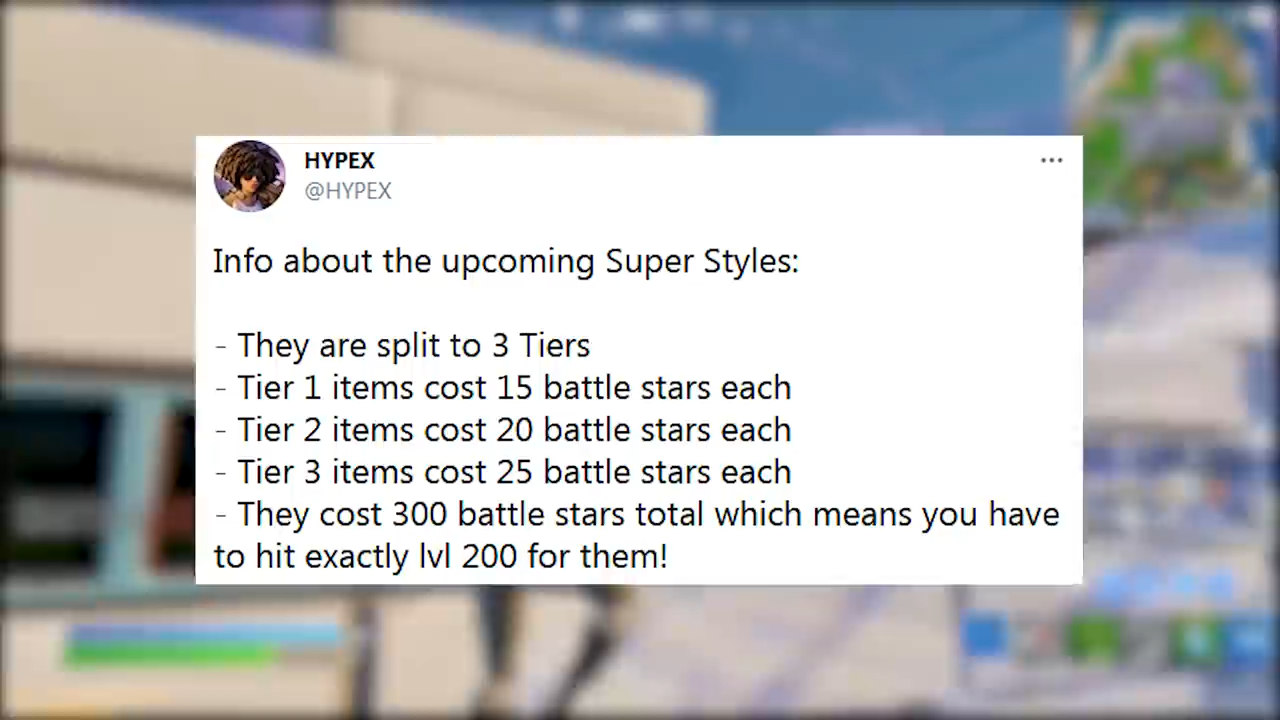 HYPEX
@HYPEX
Info about the upcoming Super Styles:
- They are split to 3 Tiers
- Tier 1 items cost 15 battle stars each
- Tier 2 items cost 20 battle stars each
- Tier 3 items cost 25 battle stars each
- They cost 300 battle stars total which means you have
to hit exactly lvl 200 for them!